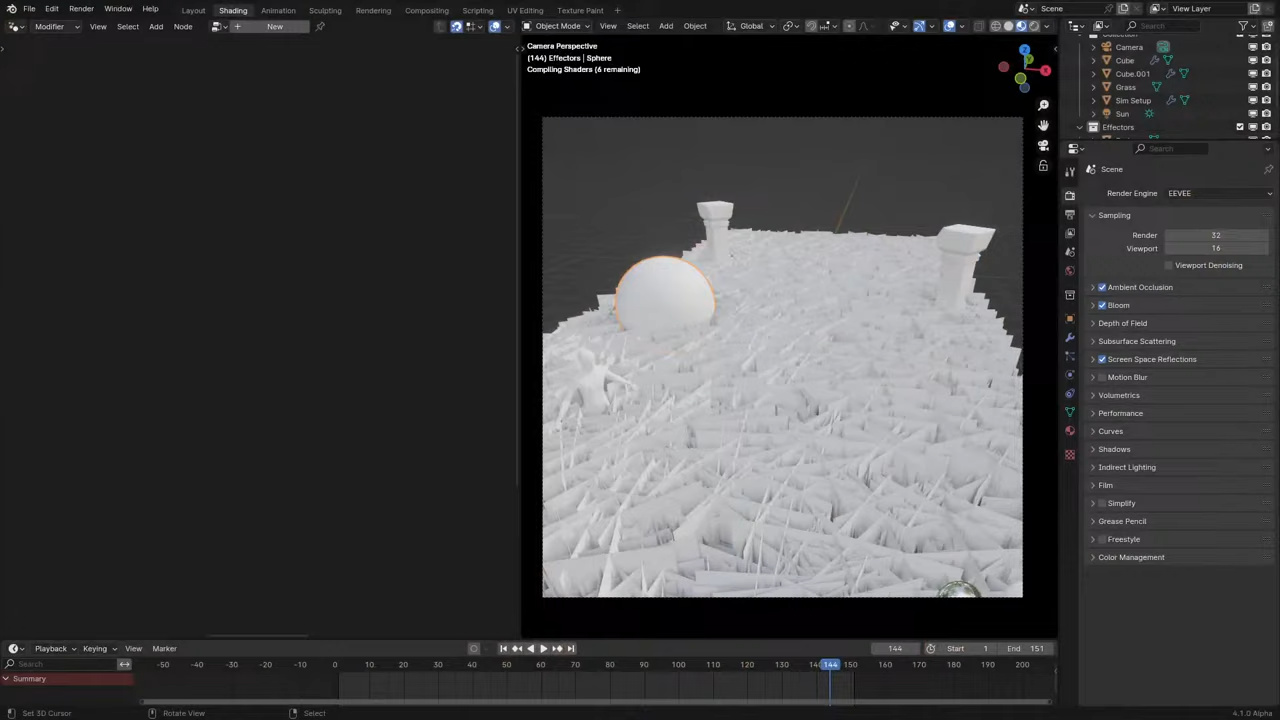 File Edit Render Window Help Layout Animation Sculpting Rendering Compositing Scripting UV Editing Texture Paint + Scene View Layer
Shading
Modifier View Select Add Node New Object Mode View Select Add Object Global Search
Camera Perspective
(144) Effectors | Sphere
Compiling Shaders (6 remaining)
Z
X
Camera
Cube
Cube.001
Grass
Sim Setup
Sun
Effectors
Search
Scene
Render Engine EEVEE
Sampling
Render 32
Viewport 16
Viewport Denoising
Ambient Occlusion
Bloom
Depth of Field
Subsurface Scattering
Screen Space Reflections
Motion Blur
Volumetrics
Performance
Curves
Shadows
Indirect Lighting
Film
Simplify
Grease Pencil
Freestyle
Color Management
Playback Keying View Marker 144 Start 1 End 151
Search -50 -40 -30 -20 -10 0 10 20 30 40 50 60 70 80 90 100 110 120 130 144 150 160 170 180 190 200
Summary
Set 3D Cursor Rotate View Select 4.1.0 Alpha